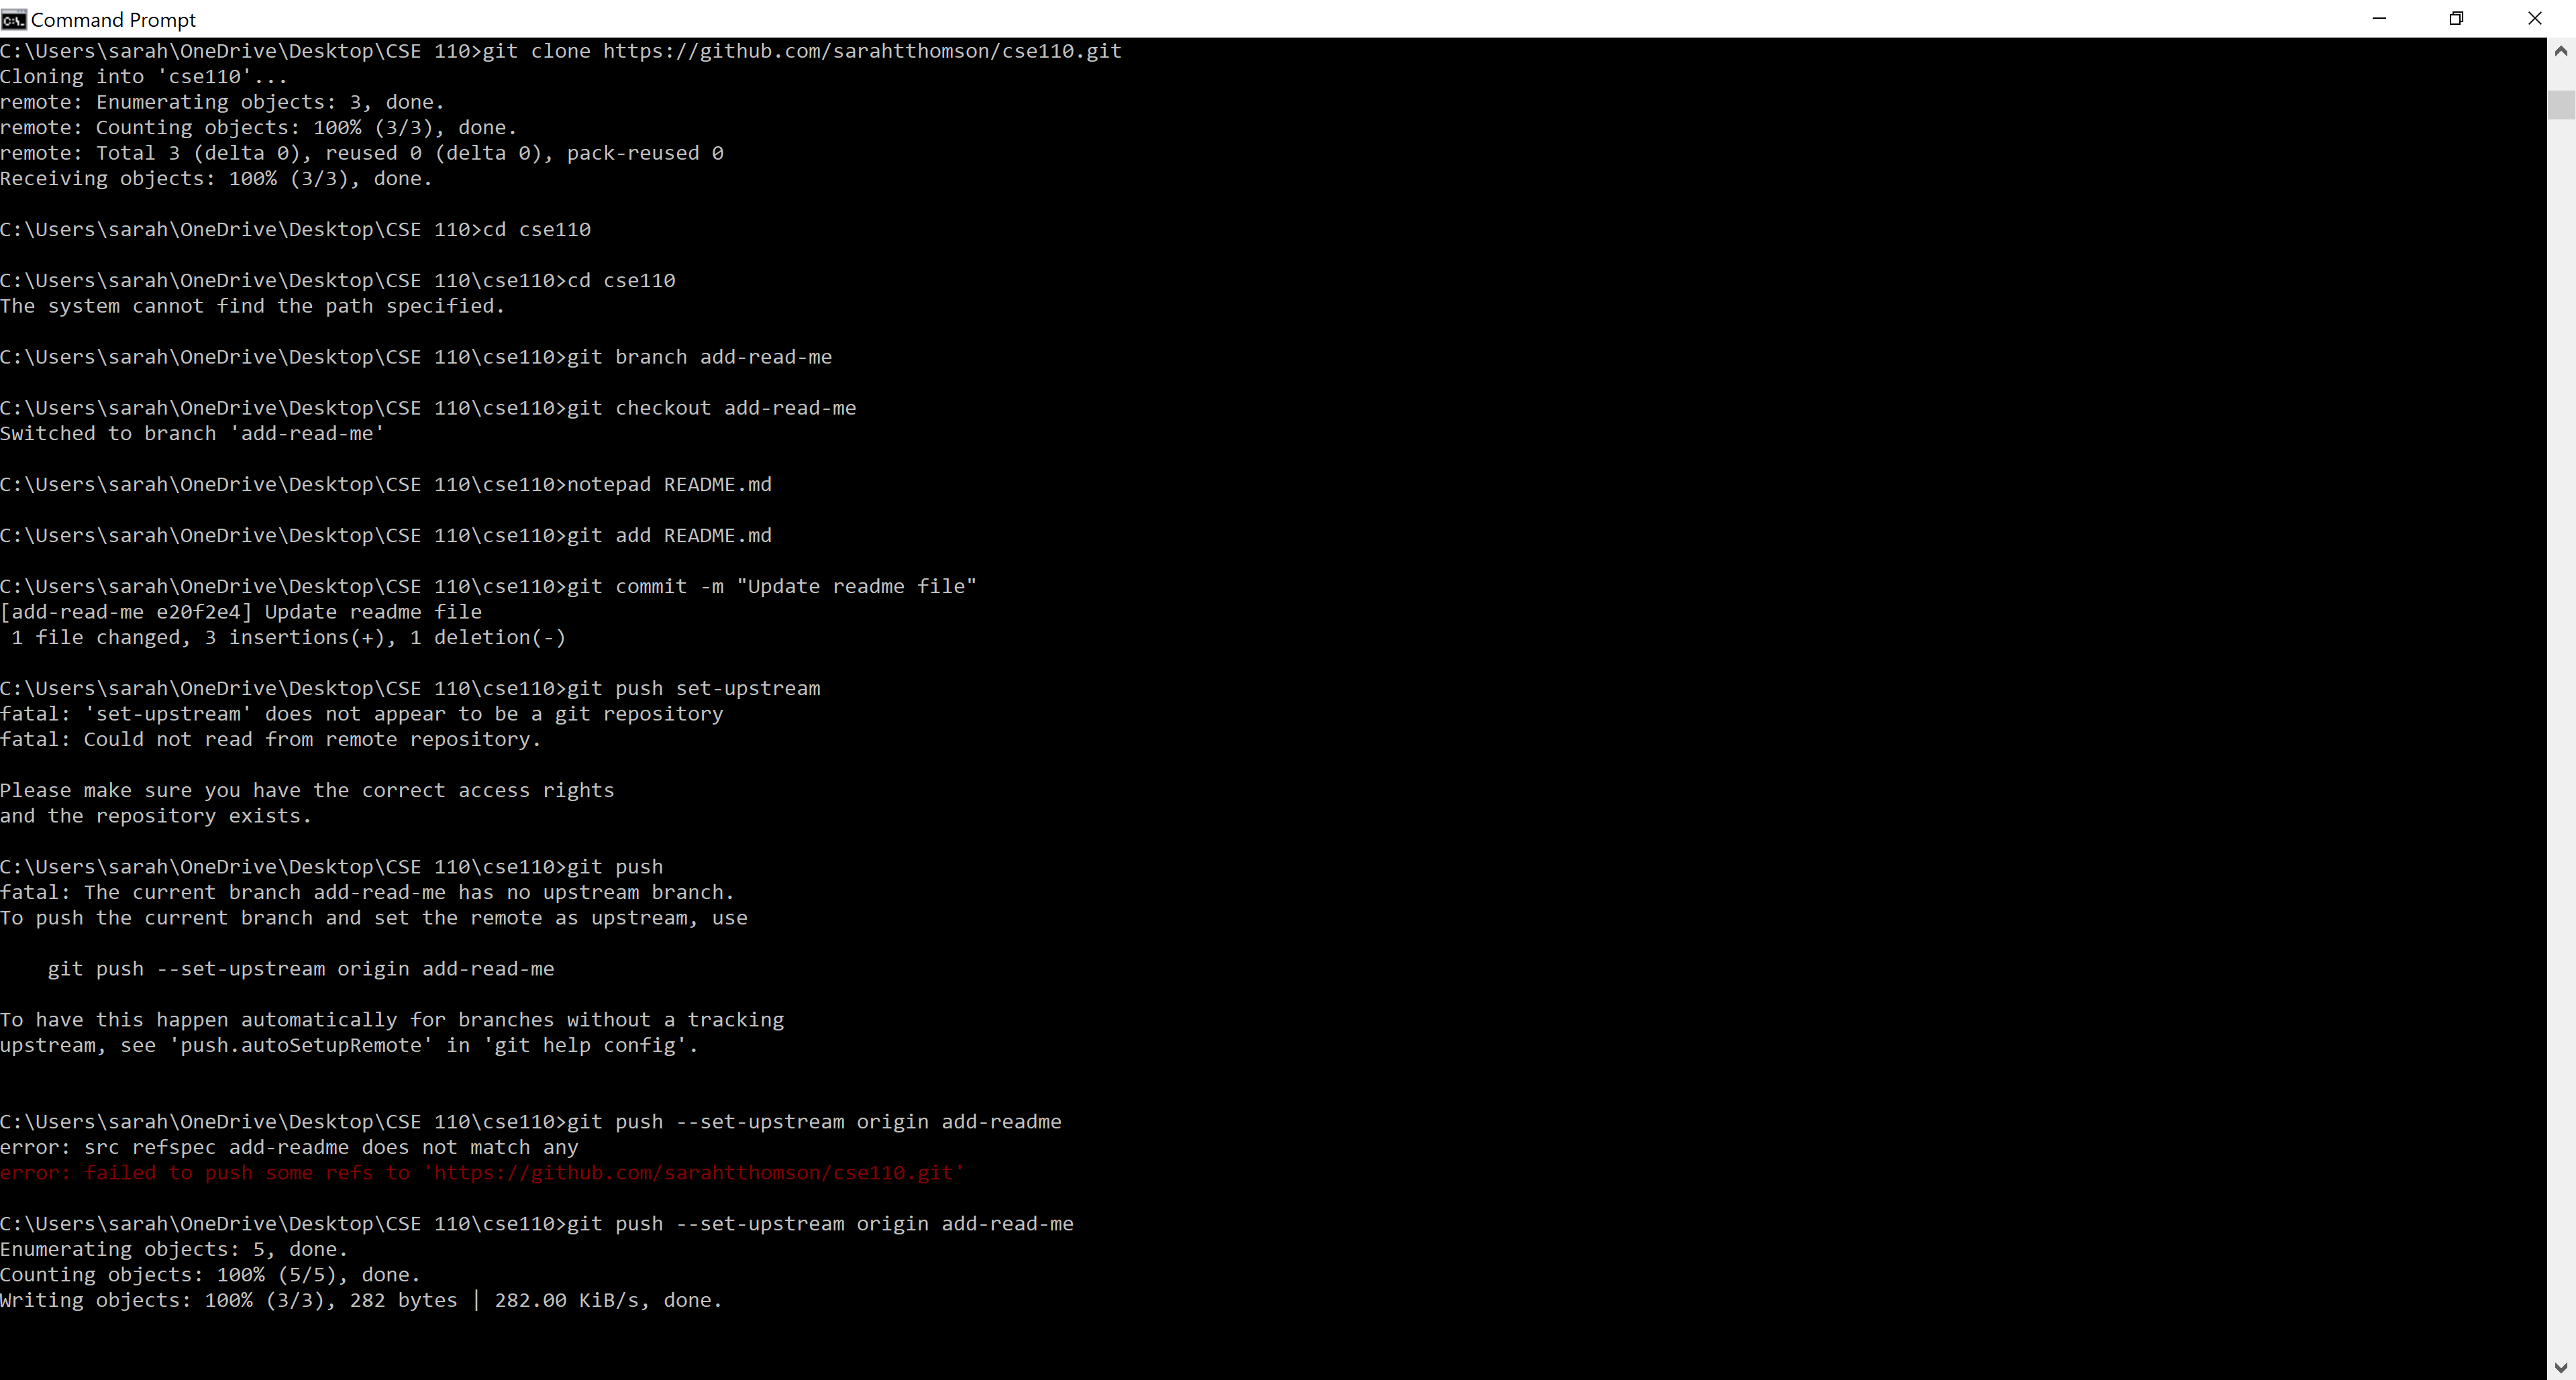 Command Prompt
C:\Users\sarah\OneDrive\Desktop\CSE 110>git clone https://github.com/sarahtthomson/cse110.git
Cloning into 'cse110'...
remote: Enumerating objects: 3, done.
remote: Counting objects: 100% (3/3), done.
remote: Total 3 (delta 0), reused 0 (delta 0), pack-reused 0
Receiving objects: 100% (3/3), done.
C:\Users\sarah\OneDrive\Desktop\CSE 110>cd cse110
C:\Users\sarah\OneDrive\Desktop\CSE 110\cse110>cd cse110
The system cannot find the path specified.
C:\Users\sarah\OneDrive\Desktop\CSE 110\cse110>git branch add-read-me
C:\Users\sarah\OneDrive\Desktop\CSE 110\cse110>git checkout add-read-me
Switched to branch 'add-read-me'
C:\Users\sarah\OneDrive\Desktop\CSE 110\cse110>notepad README.md
C:\Users\sarah\OneDrive\Desktop\CSE 110\cse110>git add README.md
C:\Users\sarah\OneDrive\Desktop\CSE 110\cse110>git commit -m "Update readme file"
[add-read-me e20f2e4] Update readme file
 1 file changed, 3 insertions(+), 1 deletion(-)
C:\Users\sarah\OneDrive\Desktop\CSE 110\cse110>git push set-upstream
fatal: 'set-upstream' does not appear to be a git repository
fatal: Could not read from remote repository.
Please make sure you have the correct access rights
and the repository exists.
C:\Users\sarah\OneDrive\Desktop\CSE 110\cse110>git push
fatal: The current branch add-read-me has no upstream branch.
To push the current branch and set the remote as upstream, use
    git push --set-upstream origin add-read-me
To have this happen automatically for branches without a tracking
upstream, see 'push.autoSetupRemote' in 'git help config'.
C:\Users\sarah\OneDrive\Desktop\CSE 110\cse110>git push --set-upstream origin add-readme
error: src refspec add-readme does not match any
error: failed to push some refs to 'https://github.com/sarahtthomson/cse110.git'
C:\Users\sarah\OneDrive\Desktop\CSE 110\cse110>git push --set-upstream origin add-read-me
Enumerating objects: 5, done.
Counting objects: 100% (5/5), done.
Writing objects: 100% (3/3), 282 bytes | 282.00 KiB/s, done.